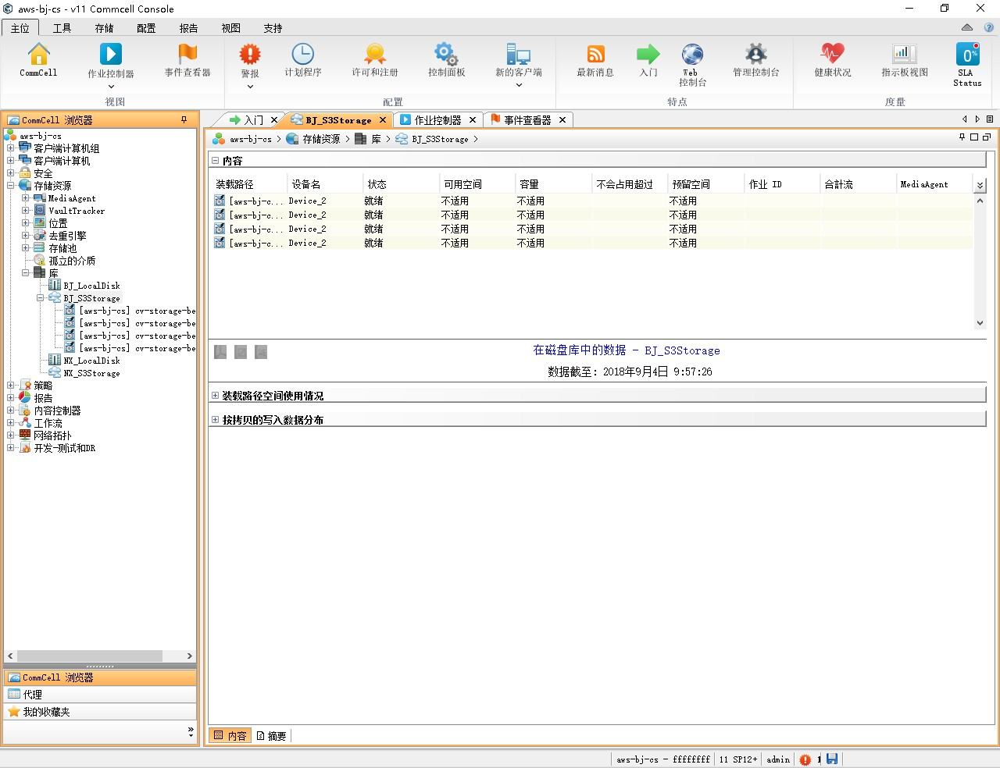 aws-bj-cs - v11 Commcell Console
主位 工具 存储 配置 报告 视图 支持
CommCell 作业控制器 事件查看器 警报 计划程序 许可和注册 控制面板 新的客户端 最新消息 入门 Web 控制台 管理控制台 健康状况 指示板视图 0% SLA Status
视图 配置 特点 度量
CommCell 浏览器
aws-bj-cs
客户端计算机组
客户端计算机
安全
存储资源
MediaAgent
VaultTracker
位置
去重引擎
存储池
孤立的介质
库
BJ_LocalDisk
BJ_S3Storage
[aws-bj-cs] cv-storage-be
[aws-bj-cs] cv-storage-be
[aws-bj-cs] cv-storage-be
[aws-bj-cs] cv-storage-be
NX_LocalDisk
NX_S3Storage
策略
报告
内容控制器
工作流
网络拓扑
开发-测试和DR
CommCell 浏览器
代理
我的收藏夹
入门 BJ_S3Storage 作业控制器 事件查看器
aws-bj-cs > 存储资源 > 库 > BJ_S3Storage >
内容
装载路径 设备名 状态 可用空间 容量 不会占用超过 预留空间 作业 ID 合計流 MediaAgent
[aws-bj-c... Device_2 就绪 不适用 不适用 不适用
[aws-bj-c... Device_2 就绪 不适用 不适用 不适用
[aws-bj-c... Device_2 就绪 不适用 不适用 不适用
[aws-bj-c... Device_2 就绪 不适用 不适用 不适用
在磁盘库中的数据 - BJ_S3Storage
数据截至: 2018年9月4日 9:57:26
装载路径空间使用情况
按拷贝的写入数据分布
内容 摘要
aws-bj-cs - ffffffff 11 SP12+ admin 1